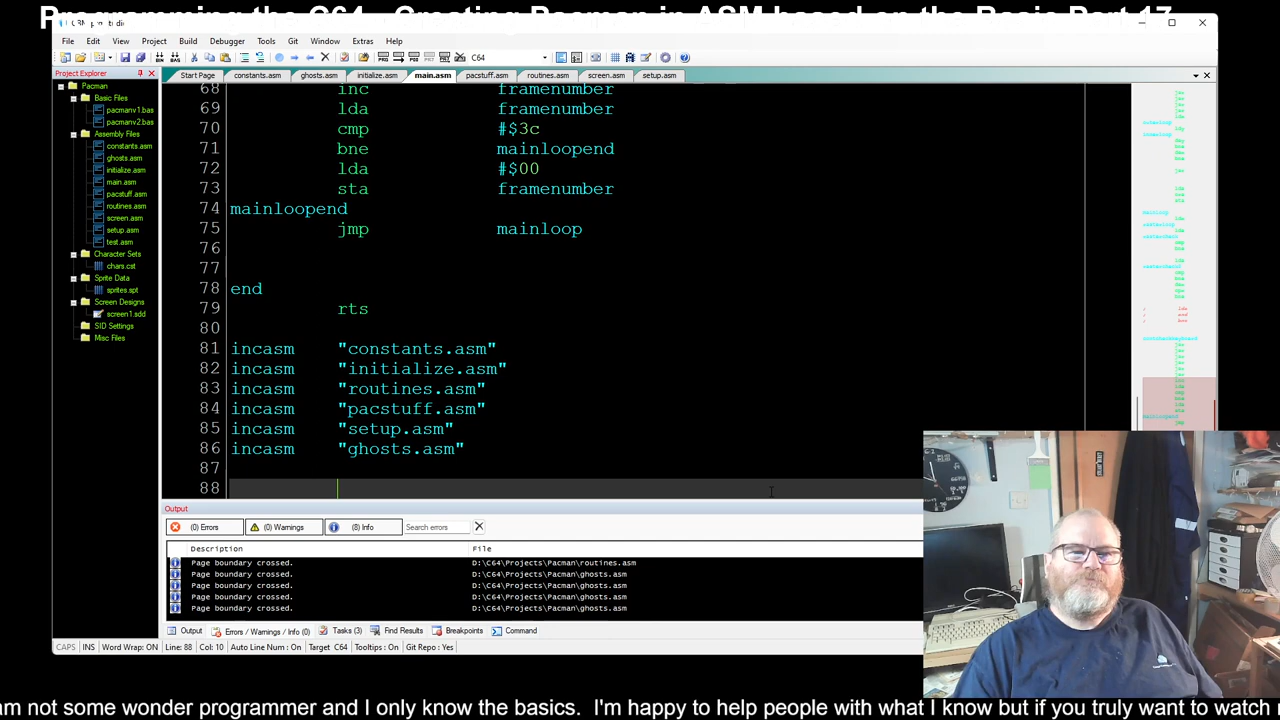 Programming the C64 - Creating Pacman in ASM based on the Basic Part 17
File Edit View Project Build Debugger Tools Git Window Extras Help
C64
Project Explorer
Start Page constants.asm ghosts.asm initialize.asm main.asm pacstuff.asm routines.asm screen.asm setup.asm
Pacman
Basic Files
pacmanv1.bas
pacmanv2.bas
Assembly Files
constants.asm
ghosts.asm
initialize.asm
main.asm
pacstuff.asm
routines.asm
screen.asm
setup.asm
test.asm
Character Sets
chars.cst
Sprite Data
sprites.spt
Screen Designs
screen1.sdd
SID Settings
Misc Files
68 inc framenumber
69 lda framenumber
70 cmp #$3c
71 bne mainloopend
72 lda #$00
73 sta framenumber
74 mainloopend
75 jmp mainloop
76
77
78 end
79 rts
80
81 incasm "constants.asm"
82 incasm "initialize.asm"
83 incasm "routines.asm"
84 incasm "pacstuff.asm"
85 incasm "setup.asm"
86 incasm "ghosts.asm"
87
88
Output
(0) Errors (0) Warnings (8) Info Search errors
Description File
Page boundary crossed. D:\C64\Projects\Pacman\routines.asm
Page boundary crossed. D:\C64\Projects\Pacman\ghosts.asm
Page boundary crossed. D:\C64\Projects\Pacman\ghosts.asm
Page boundary crossed. D:\C64\Projects\Pacman\ghosts.asm
Page boundary crossed. D:\C64\Projects\Pacman\ghosts.asm
Output Errors / Warnings / Info (0) Tasks (3) Find Results Breakpoints Command
CAPS INS Word Wrap: ON Line: 88 Col: 10 Auto Line Num : On Target C64 Tooltips : On Git Repo : Yes
am not some wonder programmer and I only know the basics. I'm happy to help people with what I know but if you truly want to watch